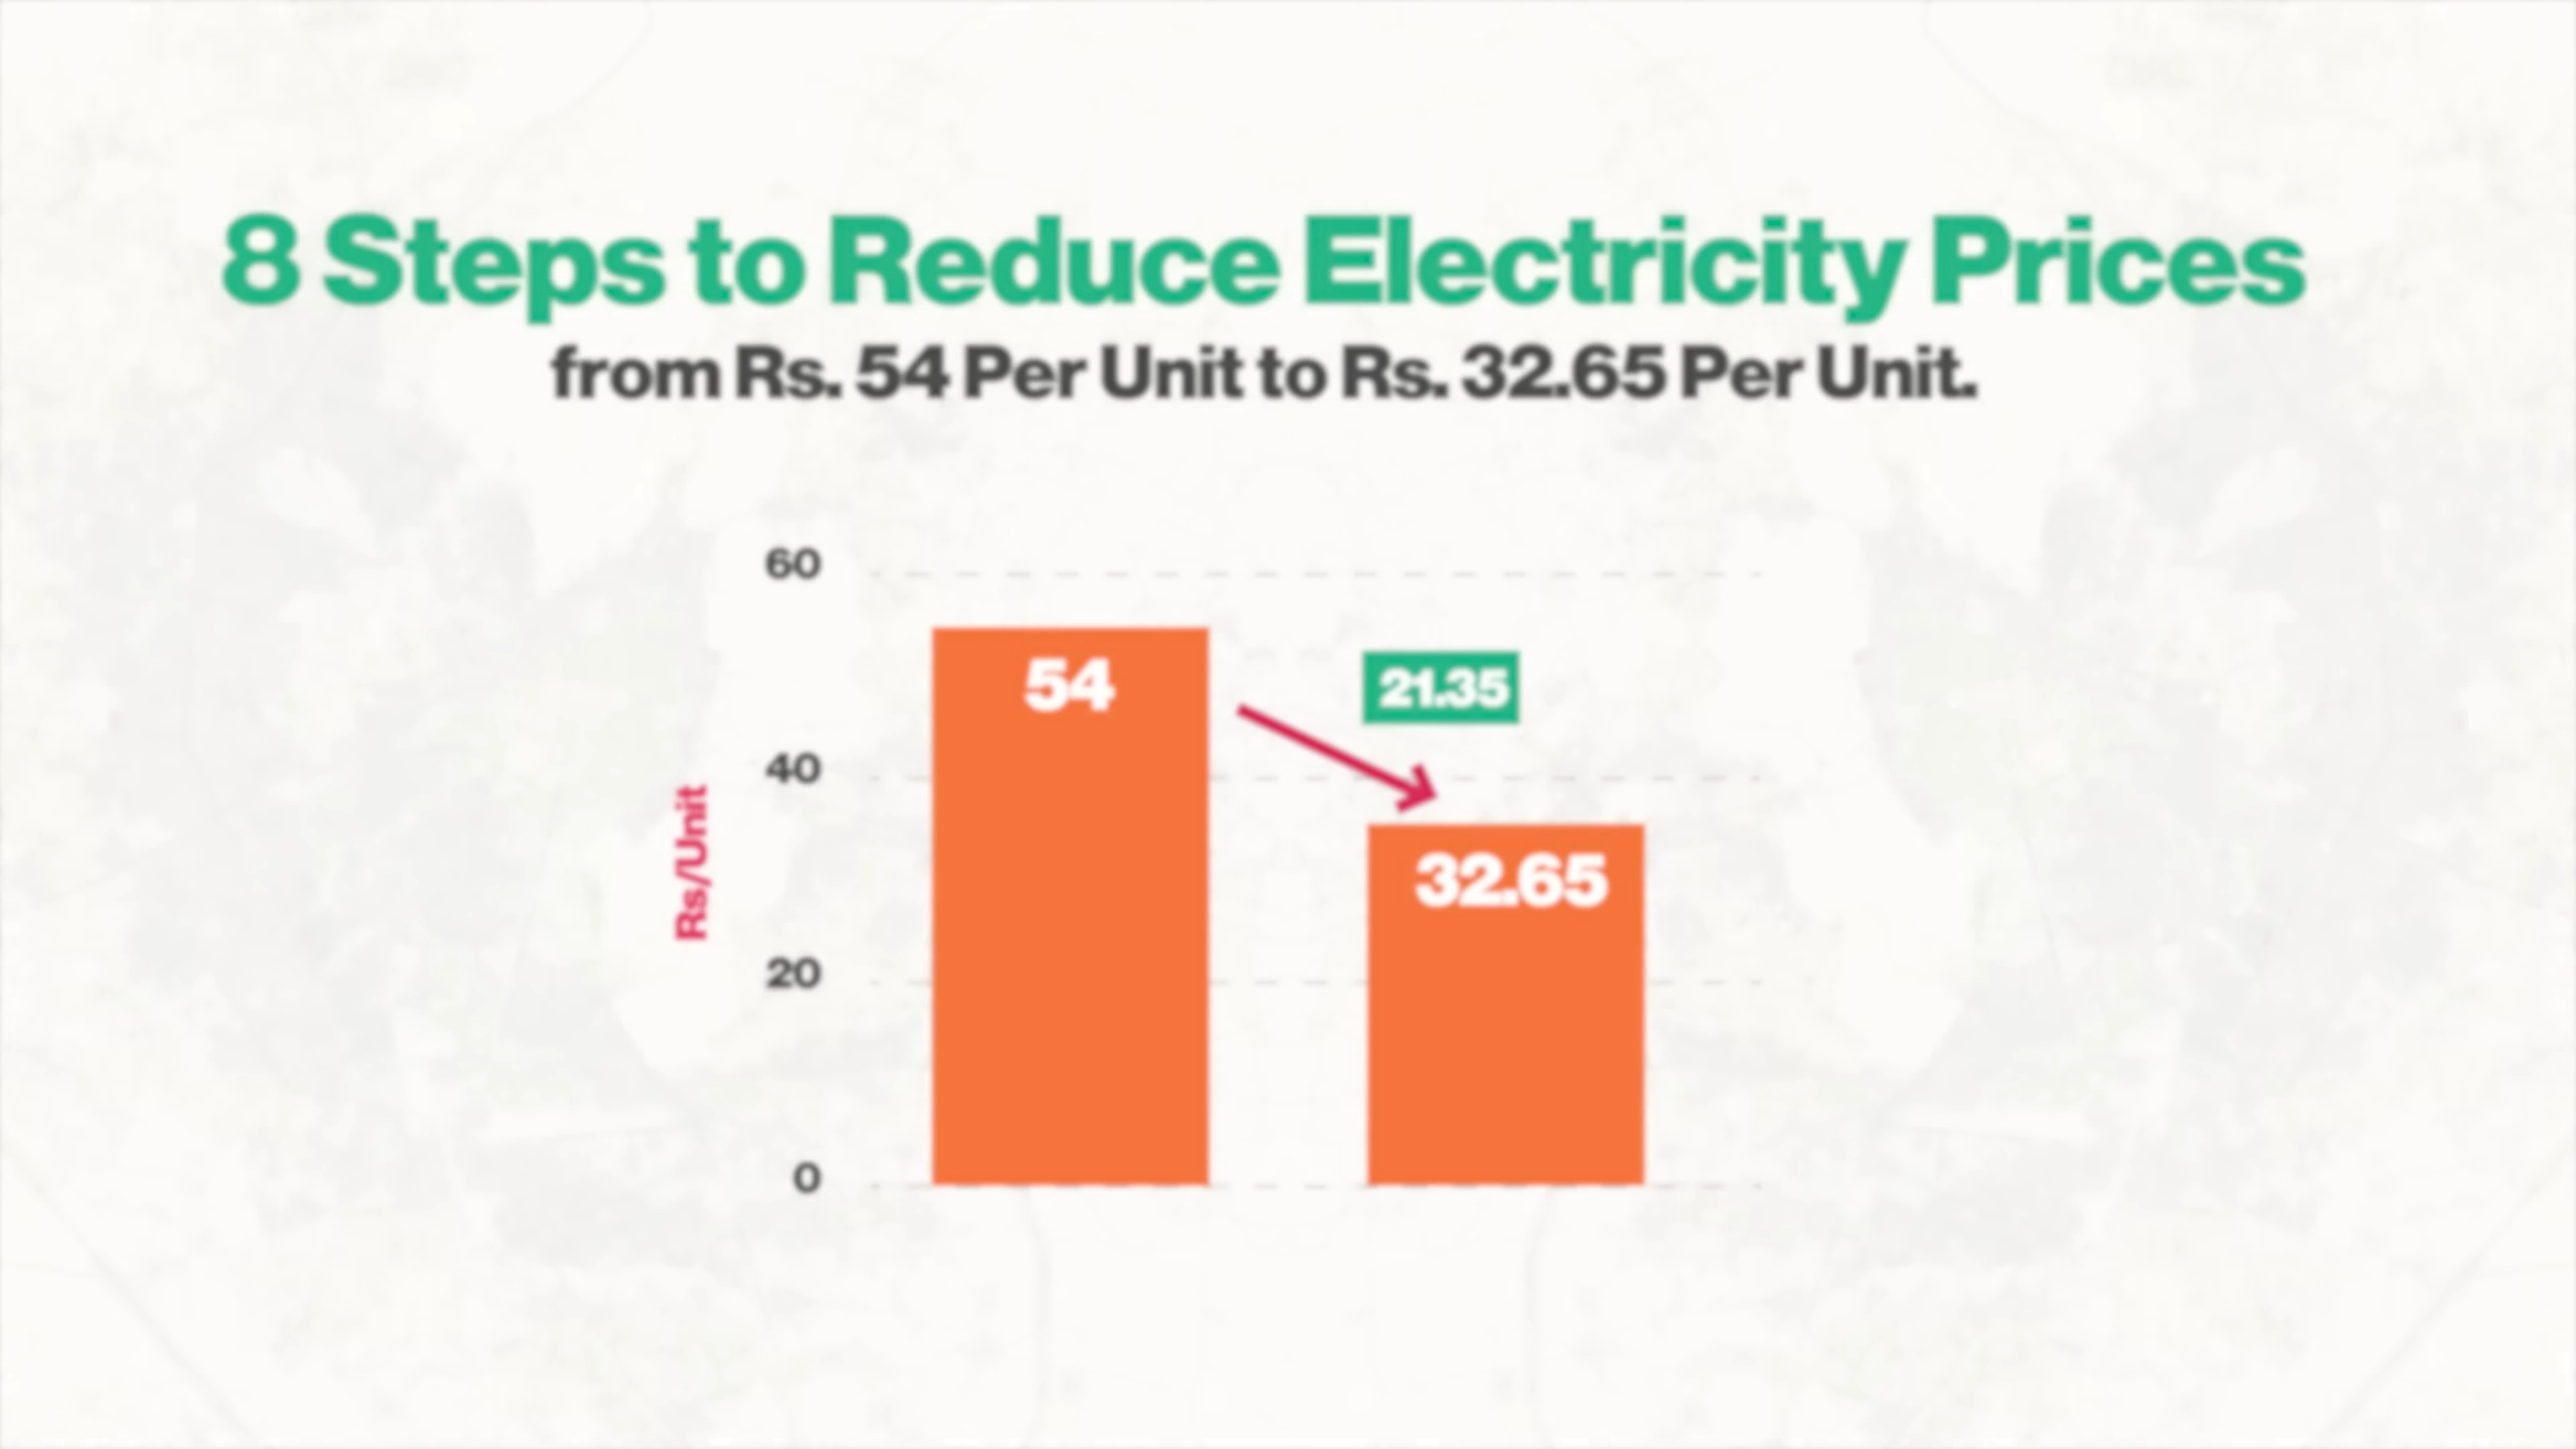 8 Steps to Reduce Electricity Prices
from Rs. 54 Per Unit to Rs. 32.65 Per Unit.
60
54
21.35
40
Rs/Unit
32.65
20
0